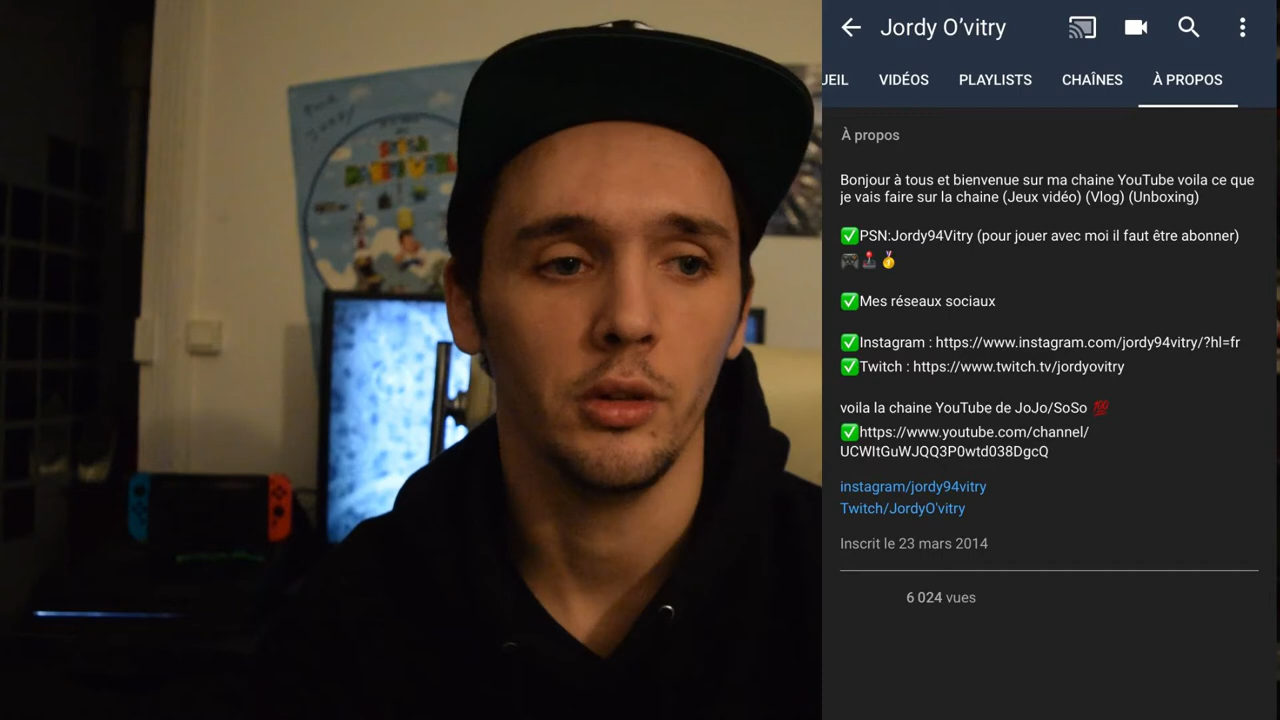 Jordy O’vitry
JEIL VIDÉOS PLAYLISTS CHAÎNES À PROPOS
À propos
Bonjour à tous et bienvenue sur ma chaine YouTube voila ce que
je vais faire sur la chaine (Jeux vidéo) (Vlog) (Unboxing)
✅PSN:Jordy94Vitry (pour jouer avec moi il faut être abonner)
🎮🕹🏅
✅Mes réseaux sociaux
✅Instagram : https://www.instagram.com/jordy94vitry/?hl=fr
✅Twitch : https://www.twitch.tv/jordyovitry
voila la chaine YouTube de JoJo/SoSo 💯
✅https://www.youtube.com/channel/
UCWItGuWJQQ3P0wtd038DgcQ
instagram/jordy94vitry
Twitch/JordyO'vitry
Inscrit le 23 mars 2014
6 024 vues